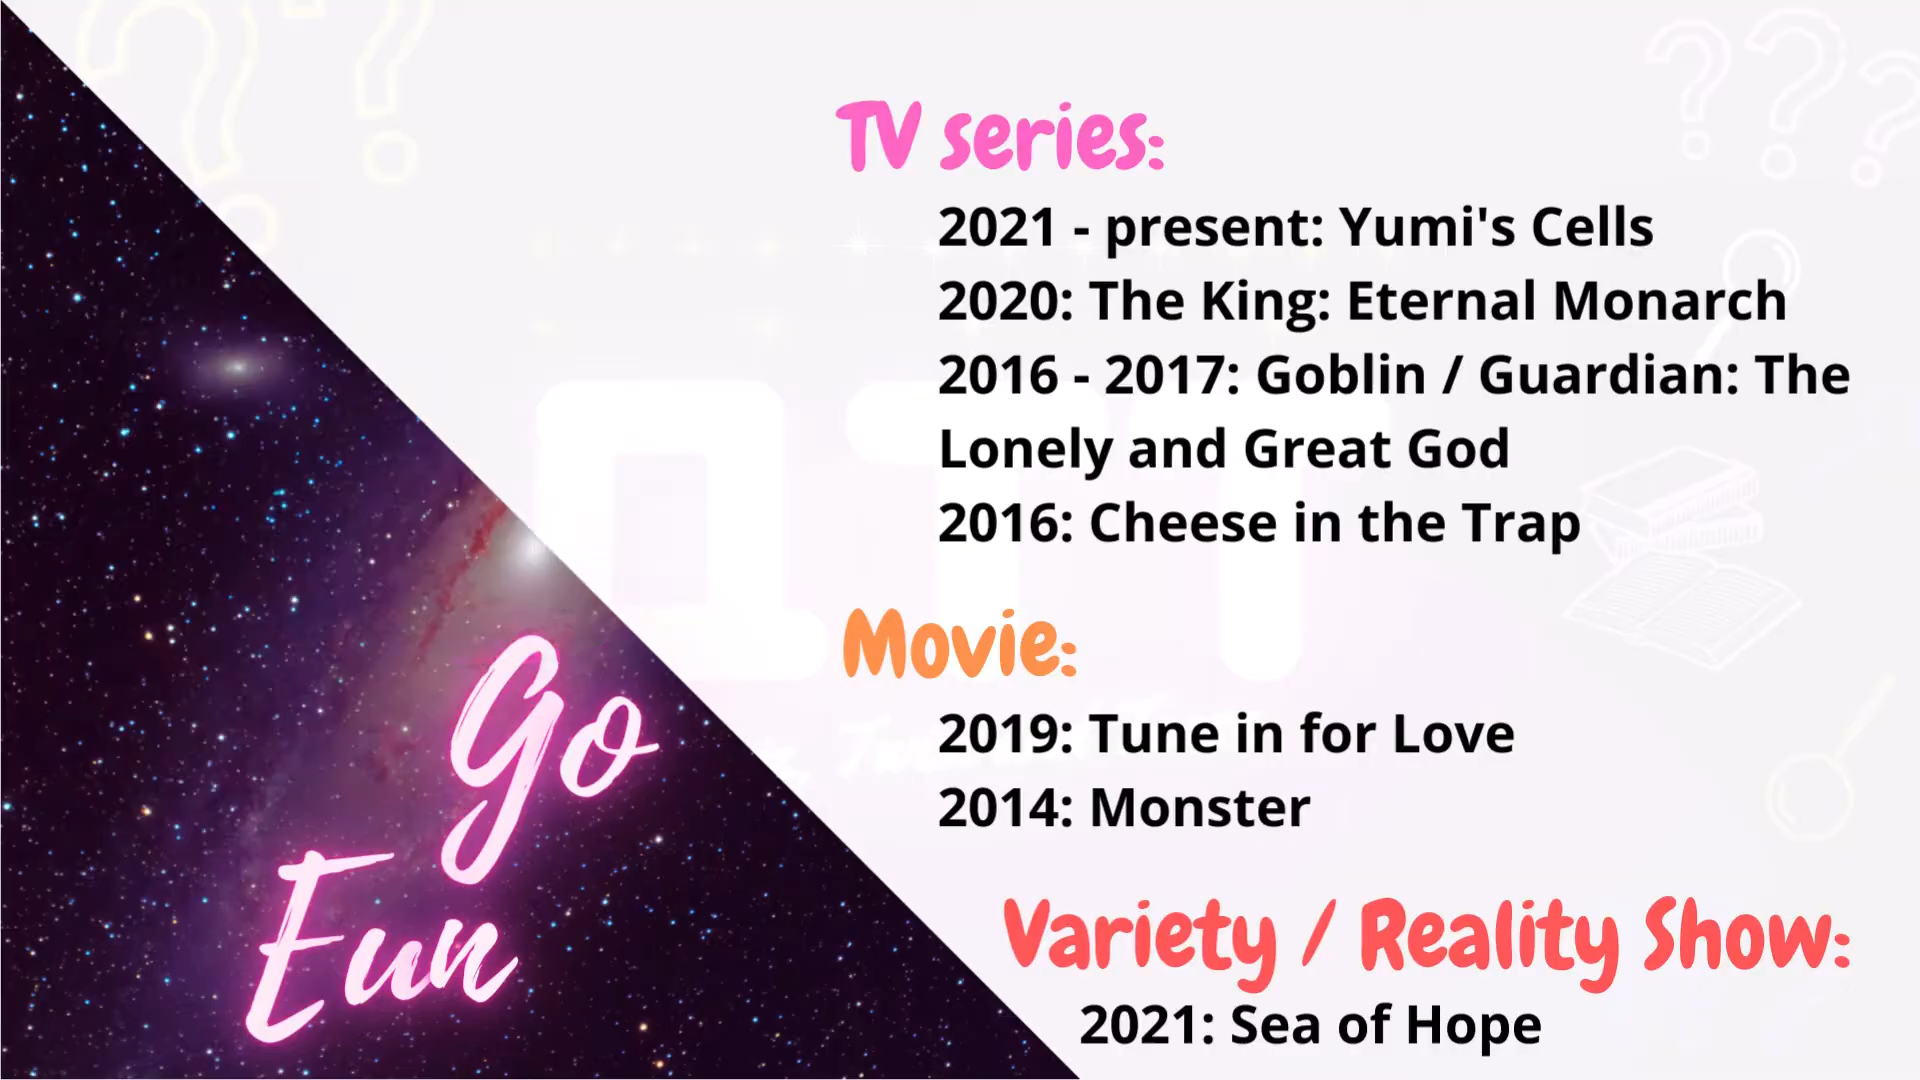 TV series:
2021 - present: Yumi's Cells
2020: The King: Eternal Monarch
2016 - 2017: Goblin / Guardian: The
Lonely and Great God
2016: Cheese in the Trap
Movie:
2019: Tune in for Love
2014: Monster
Variety / Reality Show:
2021: Sea of Hope
Go
Eun